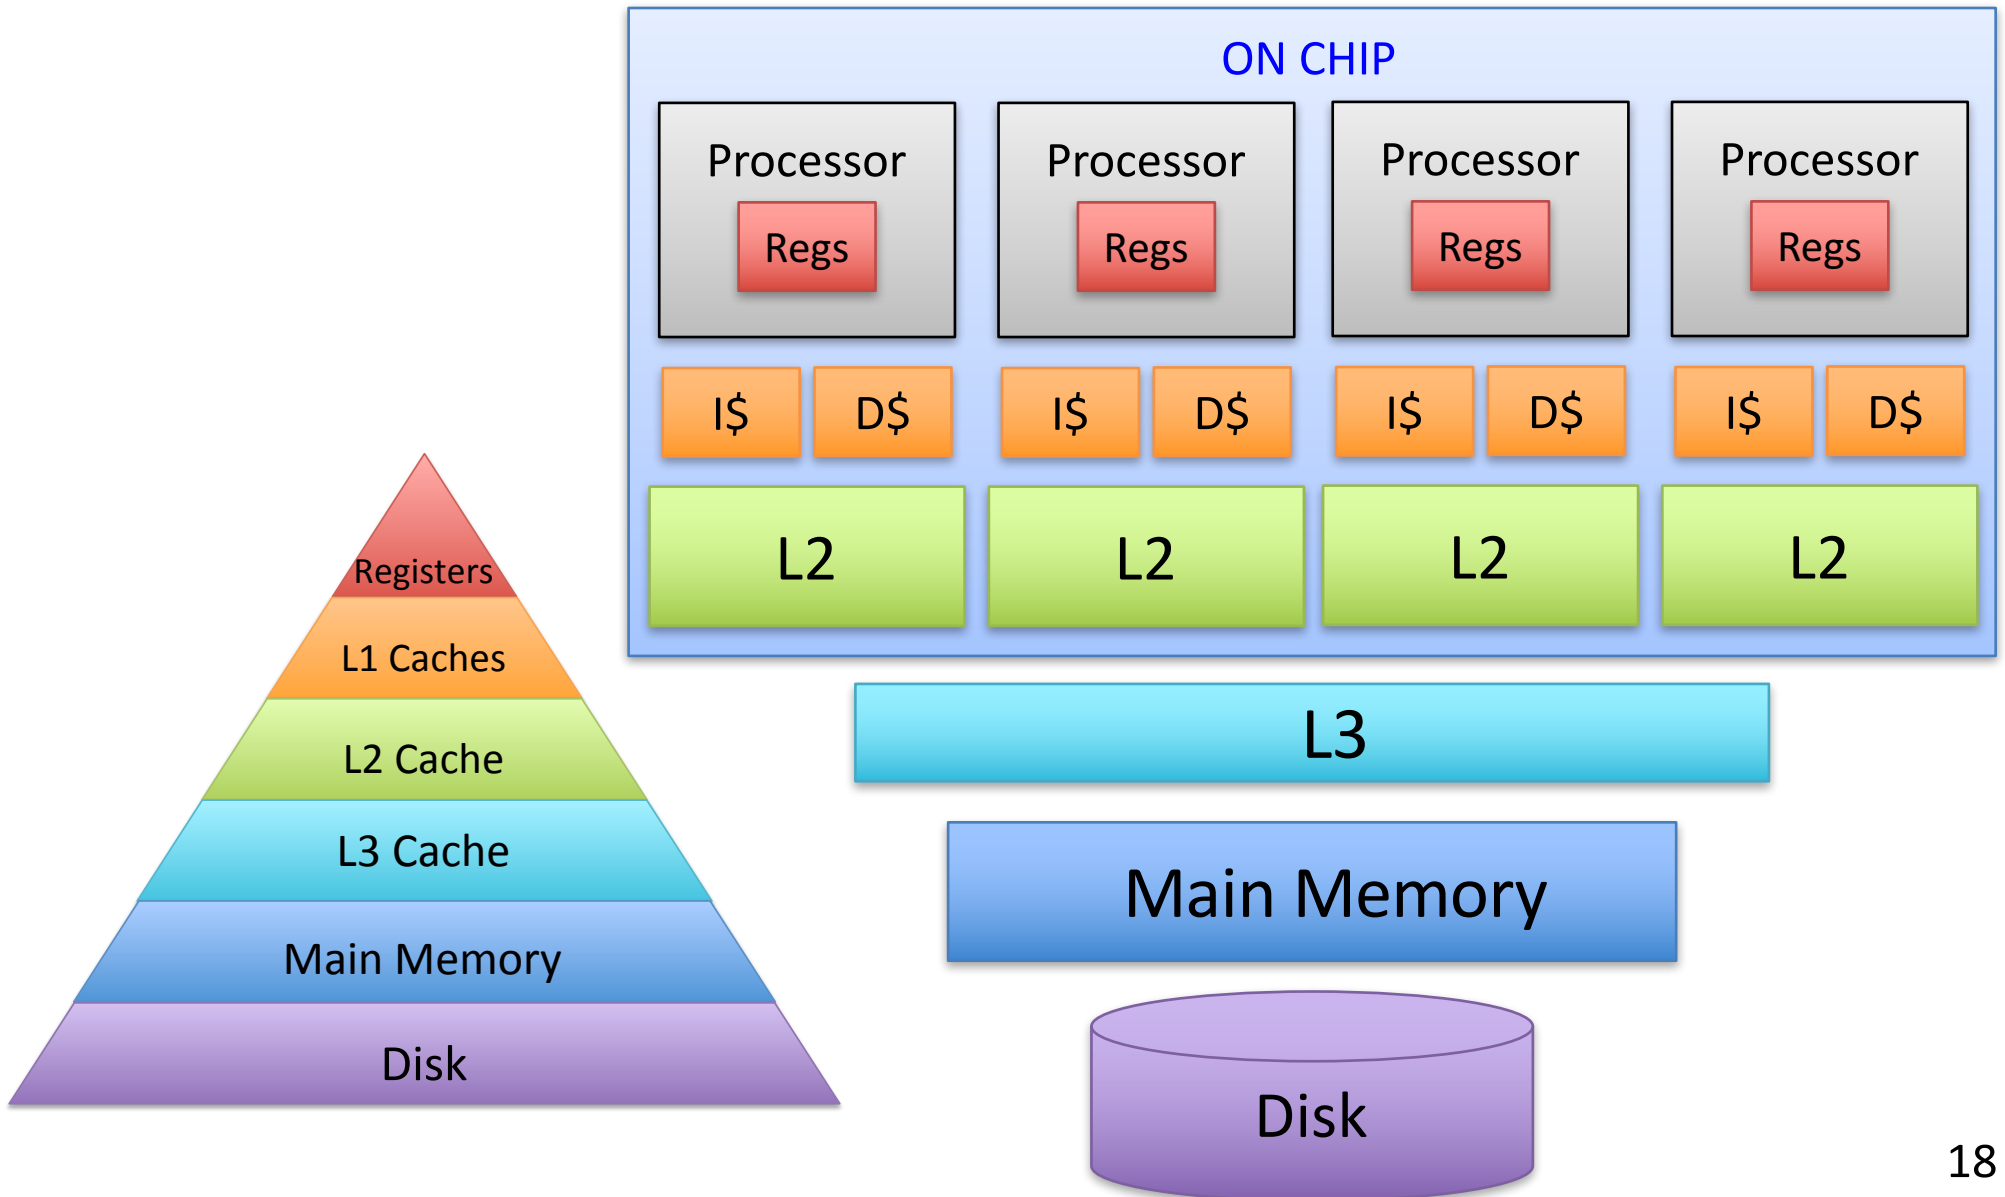 ON CHIP
Processor
Regs
Processor
Regs
Processor
Regs
Processor
Regs
I$
D$
I$
D$
I$
D$
I$
D$
L2
L2
L2
L2
L3
Main Memory
Disk
Registers
L1 Caches
L2 Cache
L3 Cache
Main Memory
Disk
18